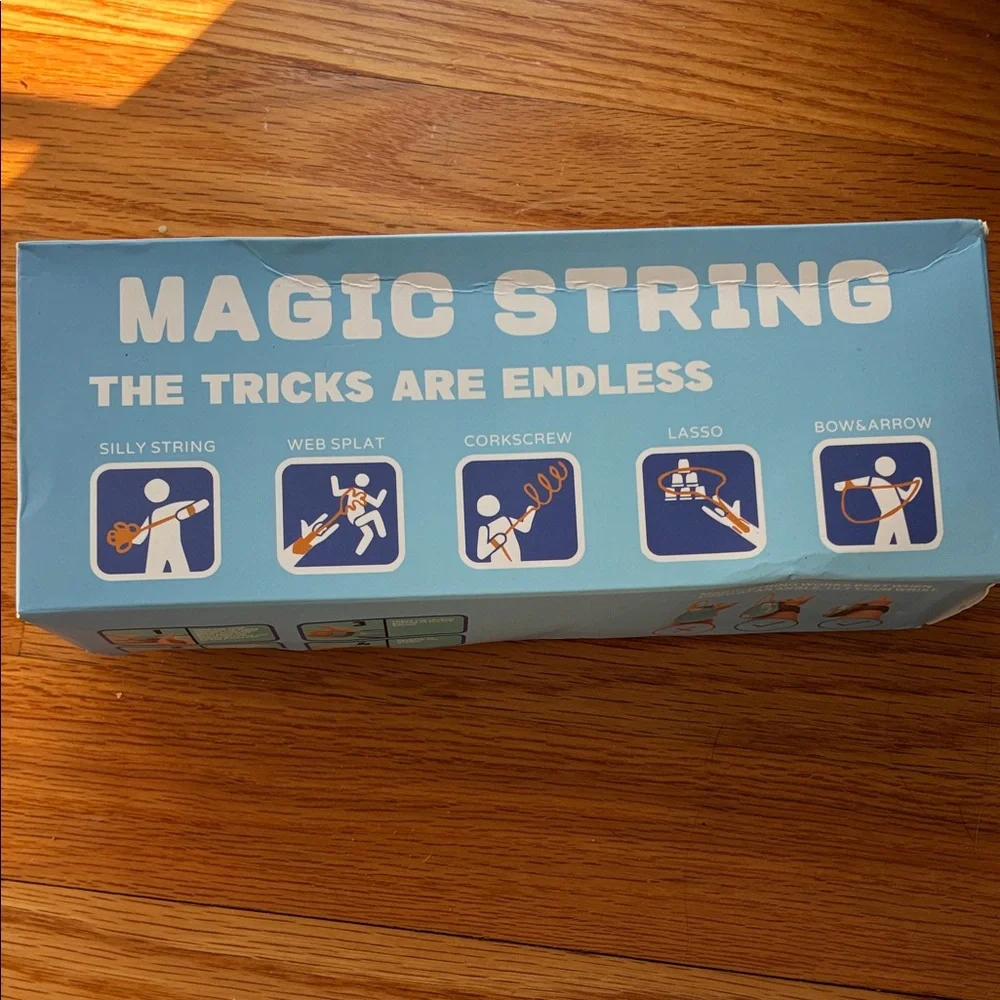 MAGIC STRING
THE TRICKS ARE ENDLESS
SILLY STRING
WEB SPLAT
CORKSCREW
LASSO
BOW&ARROW